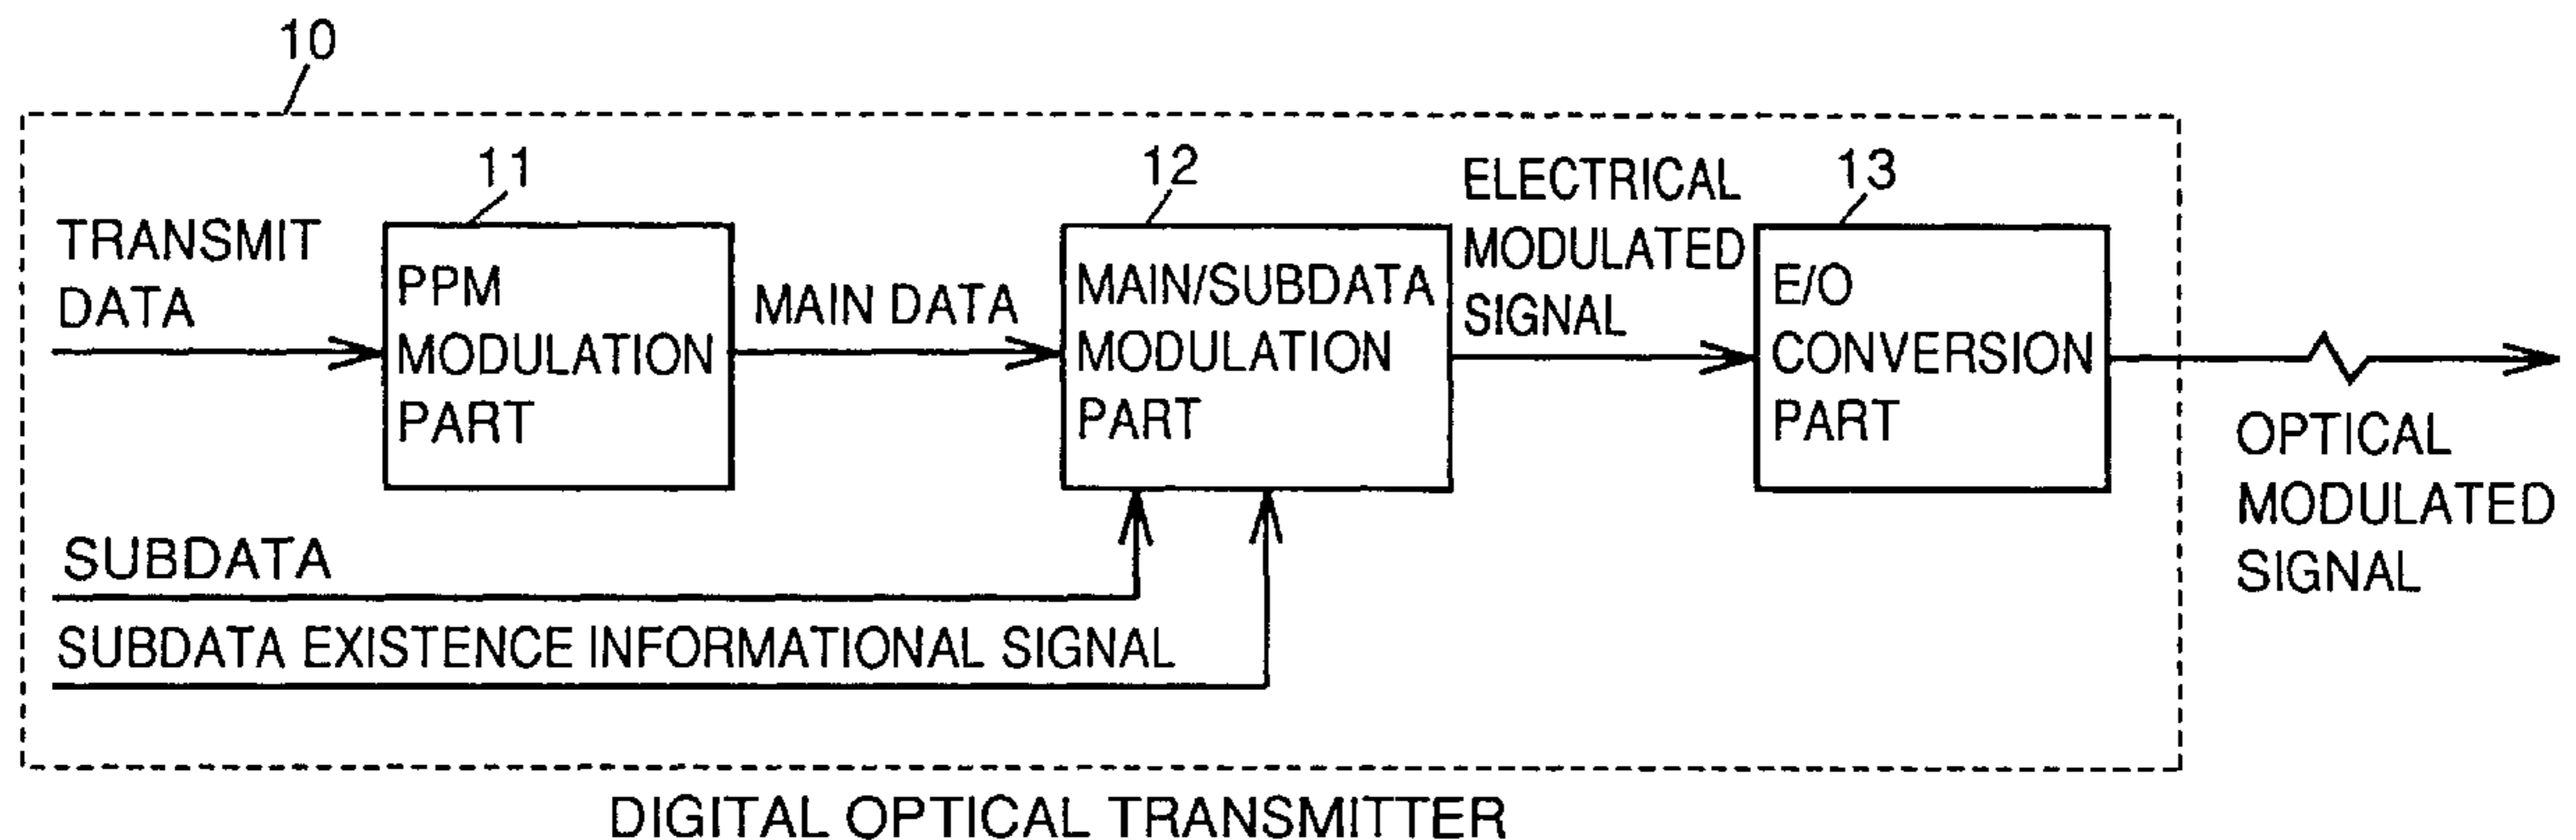 10
11
12
13
TRANSMIT
DATA
PPM
MODULATION
PART
MAIN DATA
MAIN/SUBDATA
MODULATION
PART
ELECTRICAL
MODULATED
SIGNAL
E/O
CONVERSION
PART
OPTICAL
MODULATED
SIGNAL
SUBDATA
SUBDATA EXISTENCE INFORMATIONAL SIGNAL
DIGITAL OPTICAL TRANSMITTER